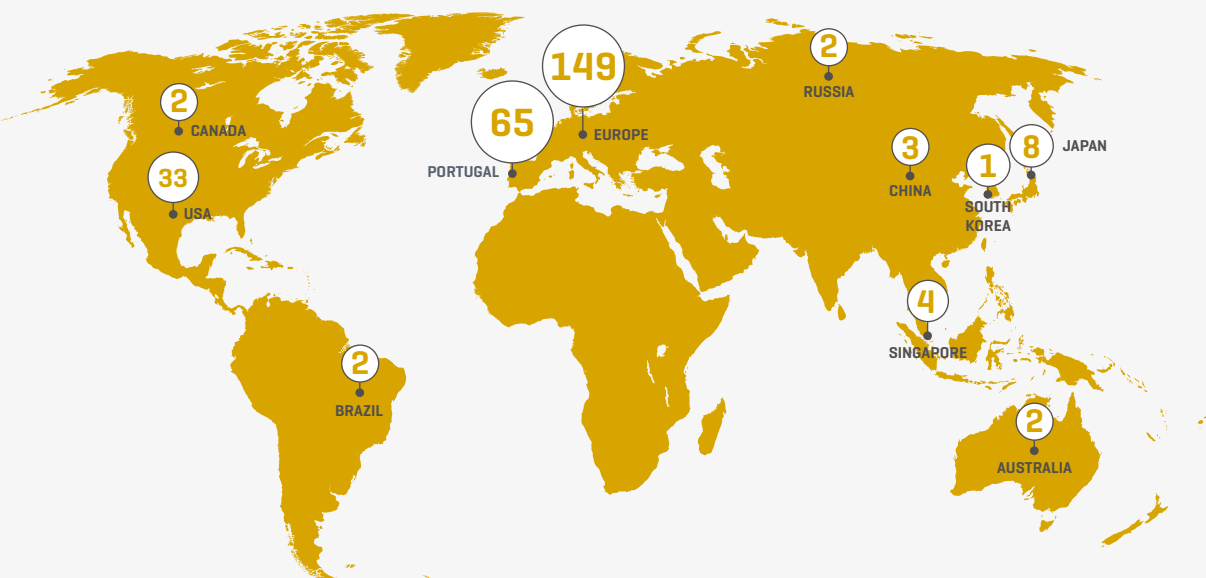 2
CANADA
33
USA
149
EUROPE
65
PORTUGAL
2
RUSSIA
3
CHINA
1
SOUTH
KOREA
8
JAPAN
4
SINGAPORE
2
BRAZIL
2
AUSTRALIA